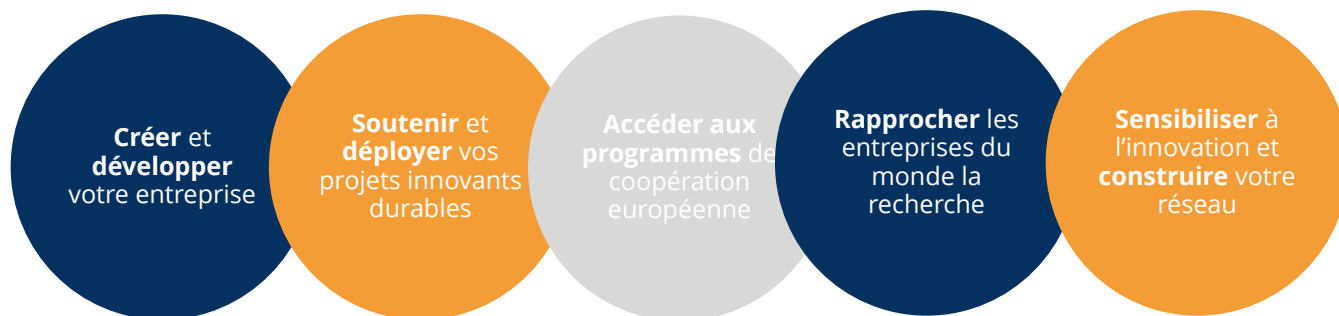 Créer et
développer
votre entreprise
Soutenir et
déployer vos
projets innovants
durables
Accéder aux
programmes de
coopération
européenne
Rapprocher les
entreprises du
monde la
recherche
Sensibiliser à
l'innovation et
construire votre
réseau